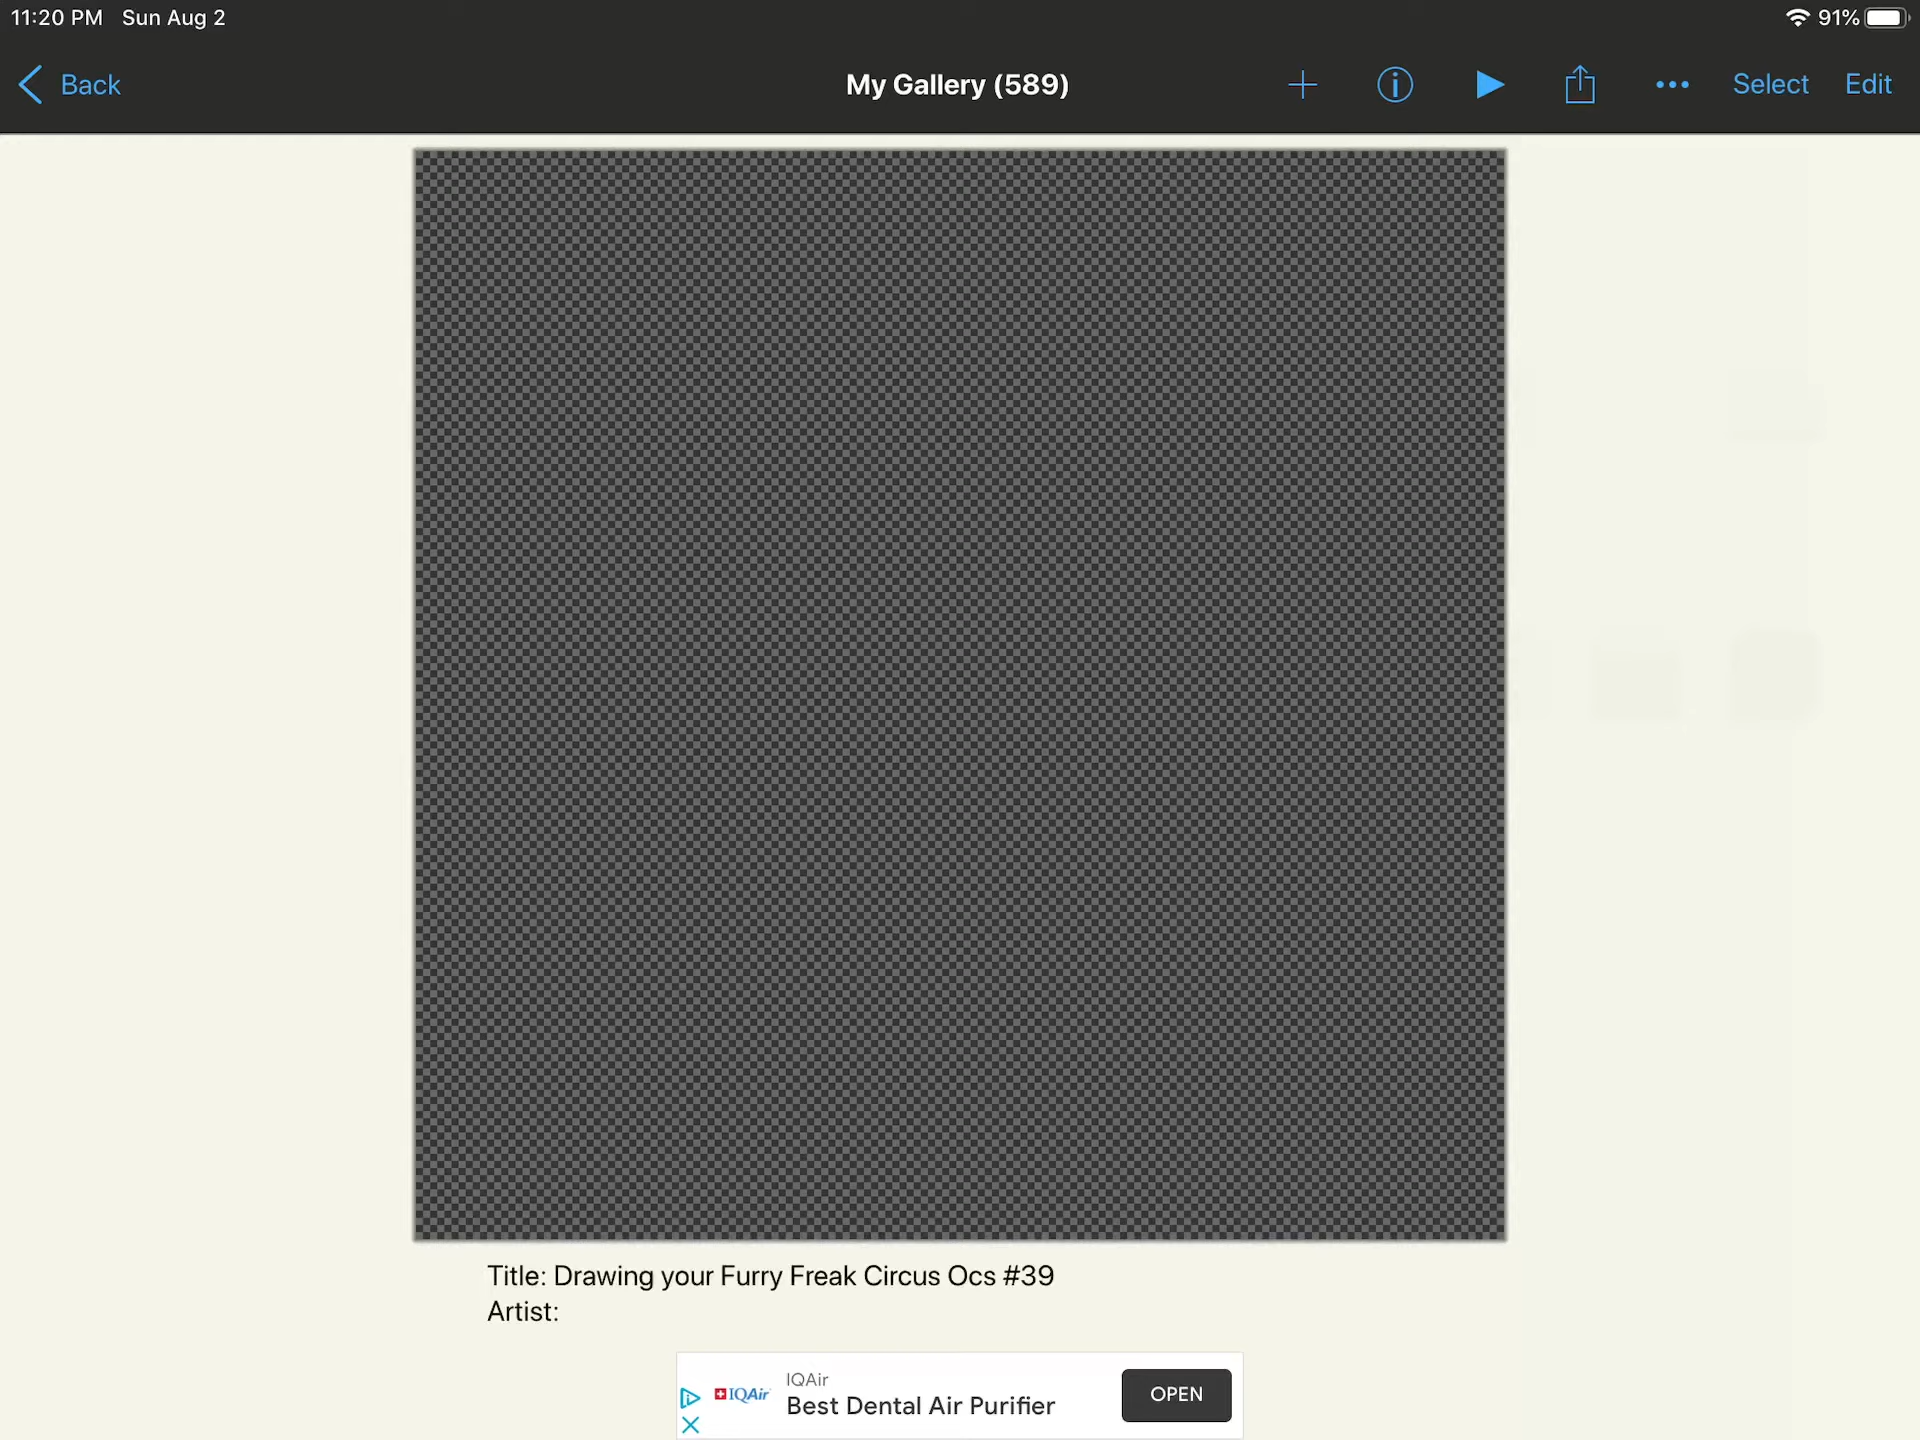 11:20 PM Sun Aug 2
91%
Back
My Gallery (589)
Select
Edit
Title: Drawing your Furry Freak Circus Ocs #39
Artist:
IQAir
IQAir
Best Dental Air Purifier
OPEN